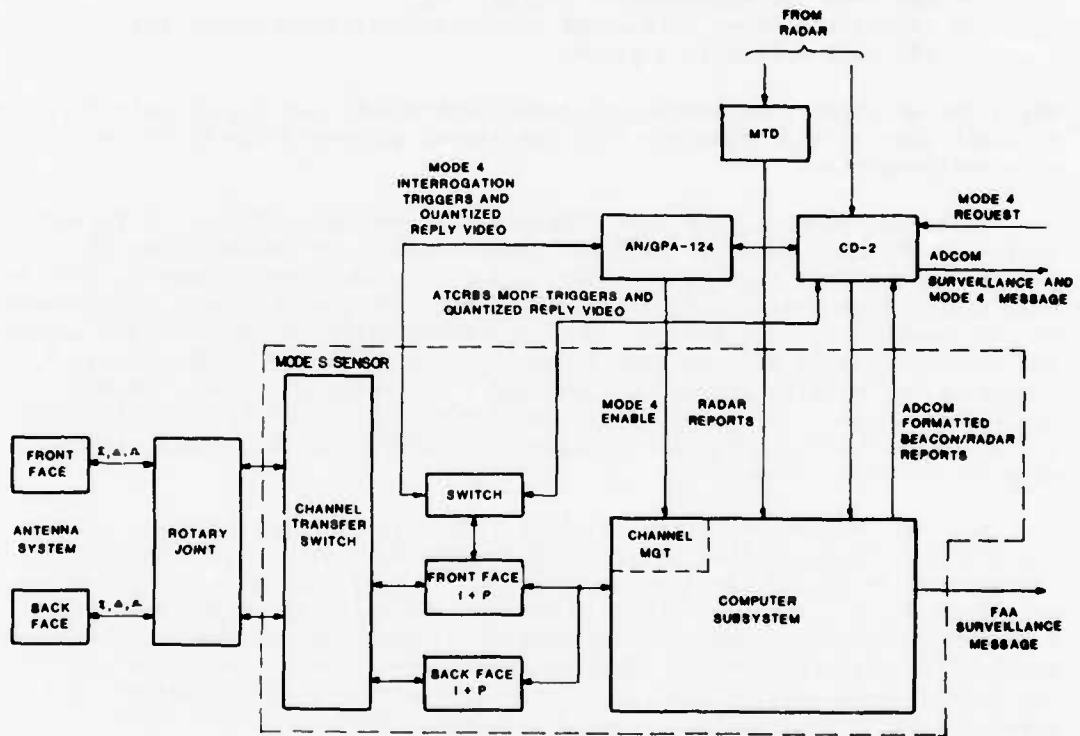 FROM
RADAR
MTD
MODE 4
INTERROGATION
TRIGGERS AND
QUANTIZED
REPLY VIDEO
AN/GPA-124
CD-2
MODE 4
REQUEST
ADCOM
SURVEILLANCE AND
MODE 4 MESSAGE
ATCRBS MODE TRIGGERS AND
QUANTIZED REPLY VIDEO
MODE S SENSOR
MODE 4
ENABLE
RADAR
REPORTS
ADCOM
FORMATTED
BEACON/RADAR
REPORTS
FRONT
FACE
Σ, Δ, Λ
ANTENNA
SYSTEM
BACK
FACE
Σ, Δ, Λ
ROTARY
JOINT
CHANNEL
TRANSFER
SWITCH
SWITCH
FRONT FACE
I + P
BACK FACE
I + P
CHANNEL
MGT
COMPUTER
SUBSYSTEM
FAA
SURVEILLANCE
MESSAGE